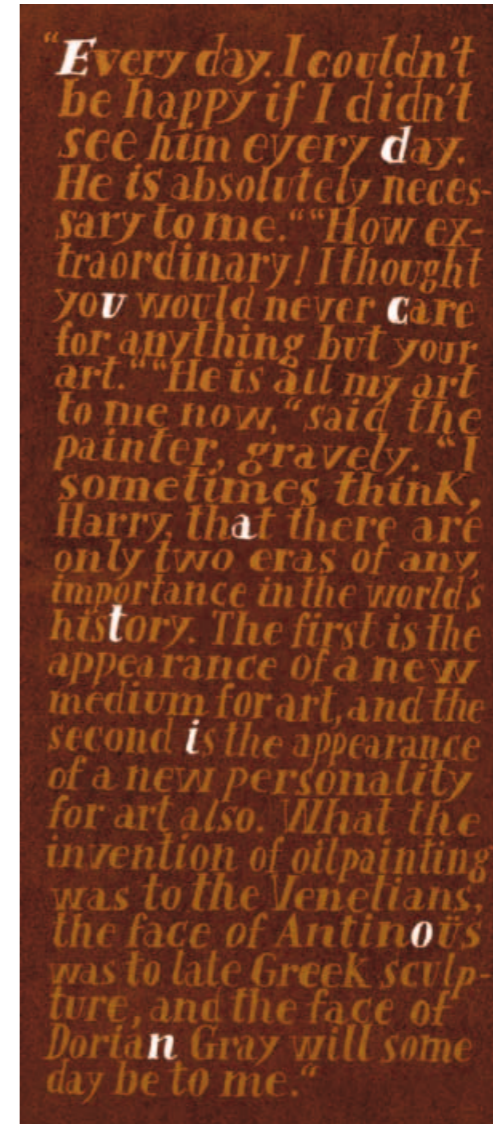 “Every day. I couldn't
be happy if I didn't
see him every day.
He is absolutely neces-
sary to me.“ “How ex-
traordinary! I thought
you would never care
for anything but your
art.“ “He is all my art
to me now,“ said the
painter, gravely. “I
sometimes think,
Harry, that there are
only two eras of any,
importance in the world's
history. The first is the
appearance of a new
medium for art, and the
second is the appearance
of a new personality
for art also. What the
invention of oilpainting
was to the Venetians,
the face of Antinoüs
was to late Greek sculp-
ture, and the face of
Dorian Gray will some
day be to me.“